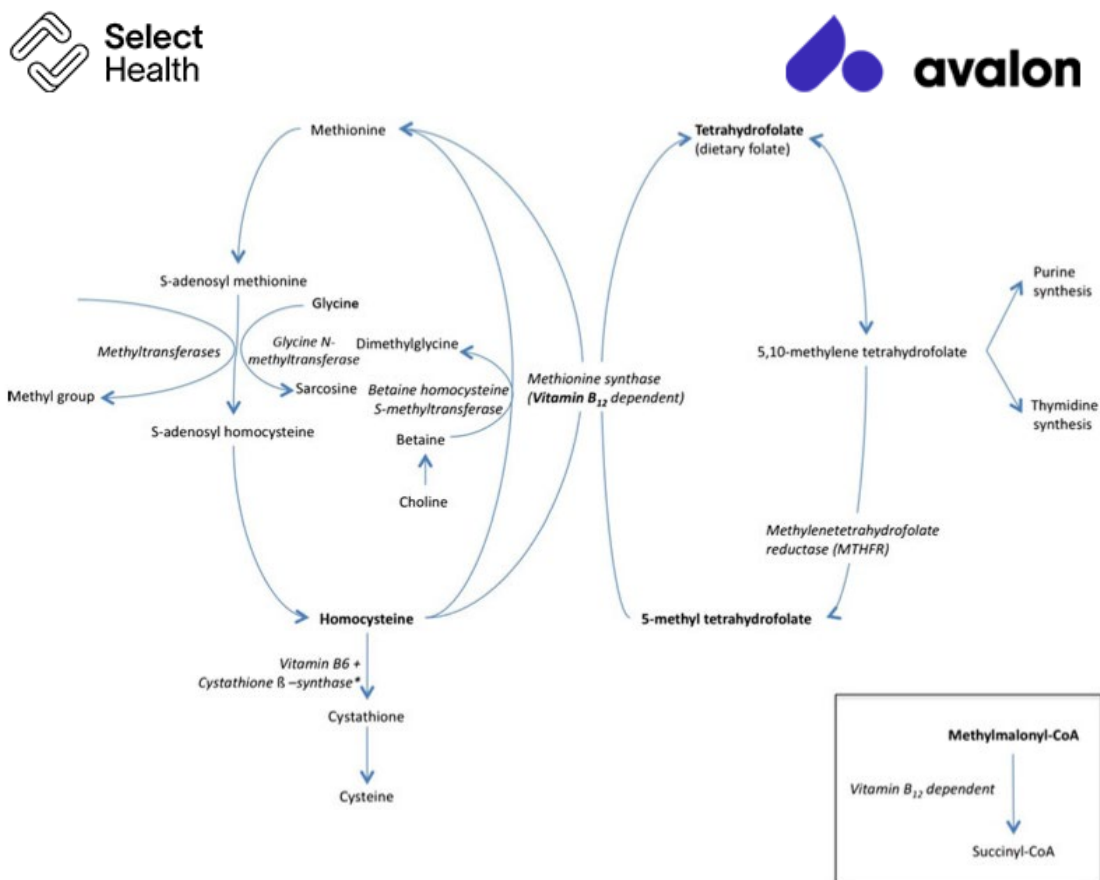 Select
Health
avalon
Methionine
Tetrahydrofolate
(dietary folate)
S-adenosyl methionine
Glycine
Purine
synthesis
Methyltransferases
Glycine N-
methyltransferase
Dimethylglycine
5,10-methylene tetrahydrofolate
Methyl group
Sarcosine
Betaine homocysteine
S-methyltransferase
Methionine synthase
(Vitamin B12 dependent)
Thymidine
synthesis
S-adenosyl homocysteine
Betaine
Choline
Methylenetetrahydrofolate
reductase (MTHFR)
Homocysteine
5-methyl tetrahydrofolate
Vitamin B6 +
Cystathione ß –synthase*
Cystathione
Cysteine
Methylmalonyl-CoA
Vitamin B12 dependent
Succinyl-CoA